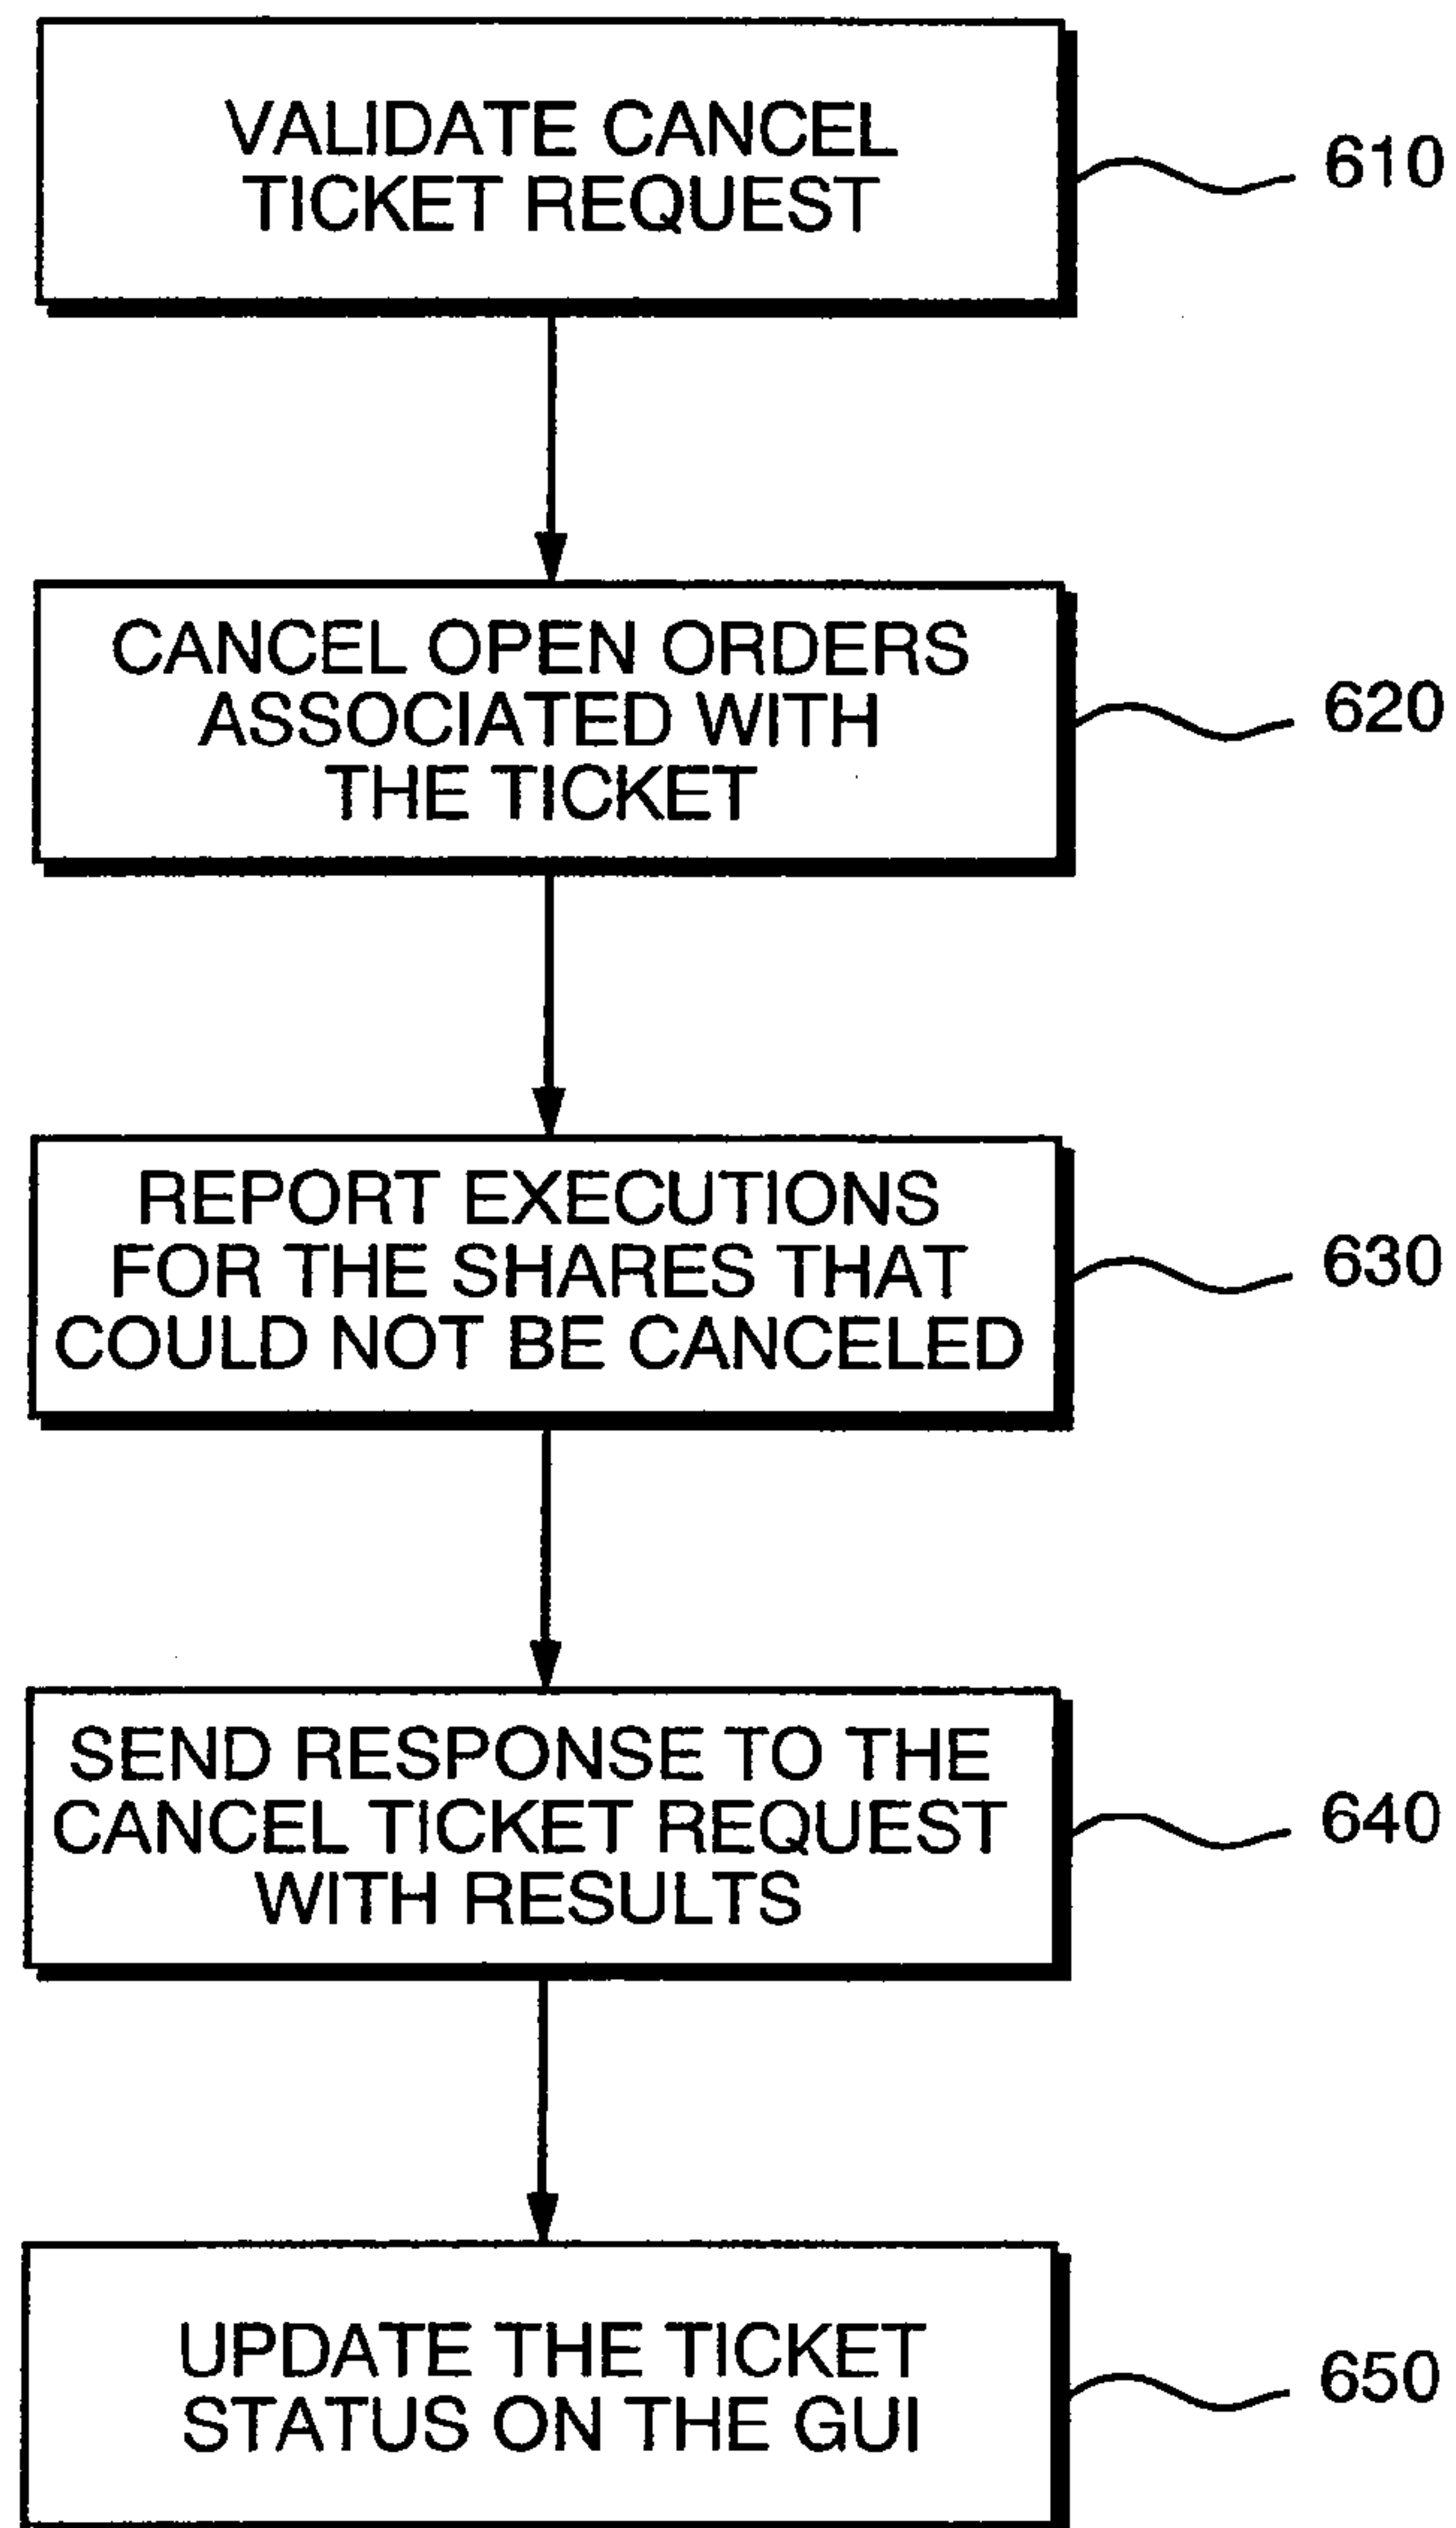 VALIDATE CANCEL
TICKET REQUEST
610
CANCEL OPEN ORDERS
ASSOCIATED WITH
THE TICKET
620
REPORT EXECUTIONS
FOR THE SHARES THAT
COULD NOT BE CANCELED
630
SEND RESPONSE TO THE
CANCEL TICKET REQUEST
WITH RESULTS
640
UPDATE THE TICKET
STATUS ON THE GUI
650